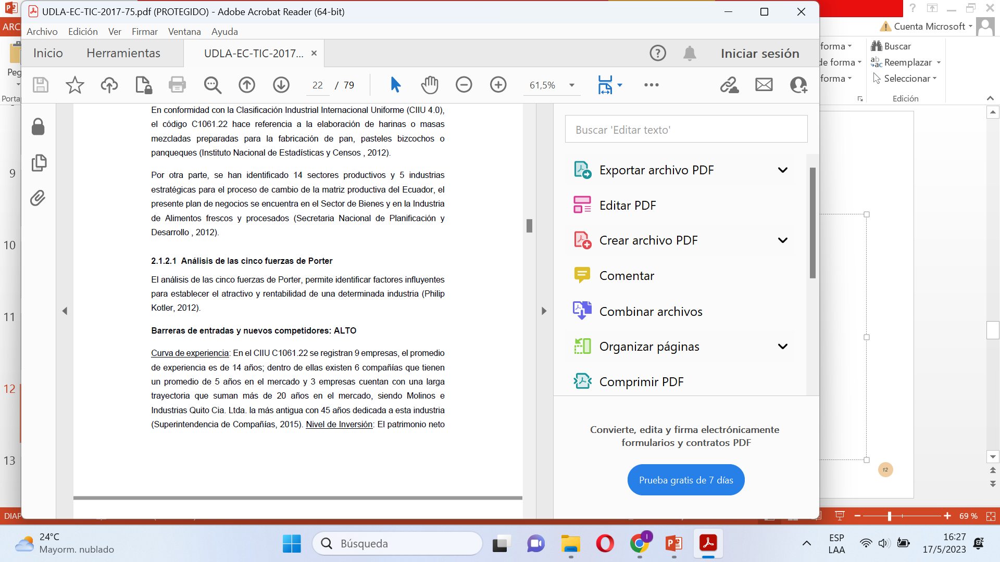 UDLA-EC-TIC-2017-75.pdf (PROTEGIDO) - Adobe Acrobat Reader (64-bit)
Archivo Edición Ver Firmar Ventana Ayuda
Inicio Herramientas UDLA-EC-TIC-2017... × Iniciar sesión
22 / 79 61,5%
En conformidad con la Clasificación Industrial Internacional Uniforme (CIIU 4.0),
el código C1061.22 hace referencia a la elaboración de harinas o masas
mezcladas preparadas para la fabricación de pan, pasteles bizcochos o
panqueques (Instituto Nacional de Estadísticas y Censos , 2012).
Por otra parte, se han identificado 14 sectores productivos y 5 industrias
estratégicas para el proceso de cambio de la matriz productiva del Ecuador, el
presente plan de negocios se encuentra en el Sector de Bienes y en la Industria
de Alimentos frescos y procesados (Secretaria Nacional de Planificación y
Desarrollo , 2012).
2.1.2.1 Análisis de las cinco fuerzas de Porter
El análisis de las cinco fuerzas de Porter, permite identificar factores influyentes
para establecer el atractivo y rentabilidad de una determinada industria (Philip
Kotler, 2012).
Barreras de entradas y nuevos competidores: ALTO
Curva de experiencia: En el CIIU C1061.22 se registran 9 empresas, el promedio
de experiencia es de 14 años; dentro de ellas existen 6 compañías que tienen
un promedio de 5 años en el mercado y 3 empresas cuentan con una larga
trayectoria que suman más de 20 años en el mercado, siendo Molinos e
Industrias Quito Cia. Ltda. la más antigua con 45 años dedicada a esta industria
(Superintendencia de Compañías, 2015). Nivel de Inversión: El patrimonio neto
Buscar 'Editar texto'
Exportar archivo PDF
Editar PDF
Crear archivo PDF
Comentar
Combinar archivos
Organizar páginas
Comprimir PDF
Convierte, edita y firma electrónicamente
formularios y contratos PDF
Prueba gratis de 7 días
ARC
Peg
Porta
9
10
11
12
13
DIAP
Cuenta Microsoft
forma
de forma
forma
Buscar
Reemplazar
Seleccionar
Edición
12
69 %
24°C
Mayorm. nublado
Búsqueda
ESP
LAA
16:27
17/5/2023